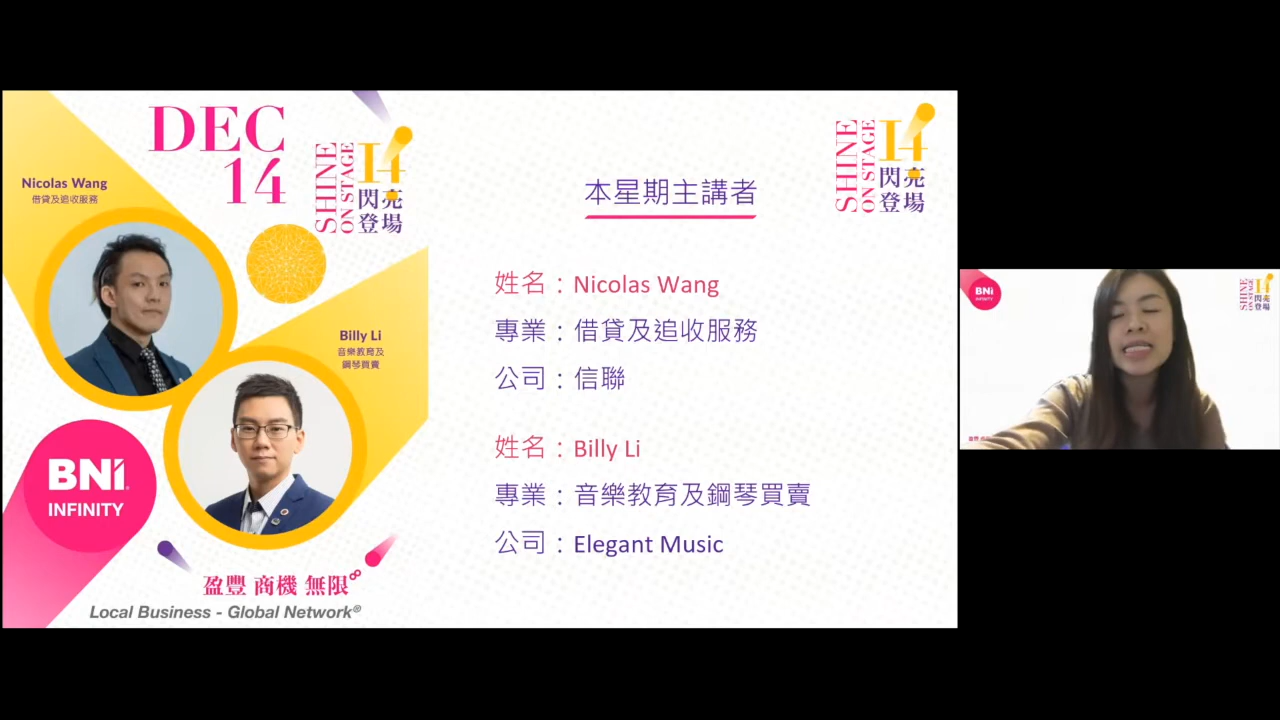 DEC
14
SHINE
ON STAGE
14
閃亮
登場
Nicolas Wang
借貸及追收服務
Billy Li
音樂教育及
鋼琴買賣
BNI®
INFINITY
盈豐 商機 無限∞
Local Business - Global Network®
SHINE
ON STAGE
14
閃亮
登場
本星期主講者
姓名：Nicolas Wang
專業：借貸及追收服務
公司：信聯
姓名：Billy Li
專業：音樂教育及鋼琴買賣
公司：Elegant Music
BNI
INFINITY
SHINE
ON STAGE
14
閃亮
登場